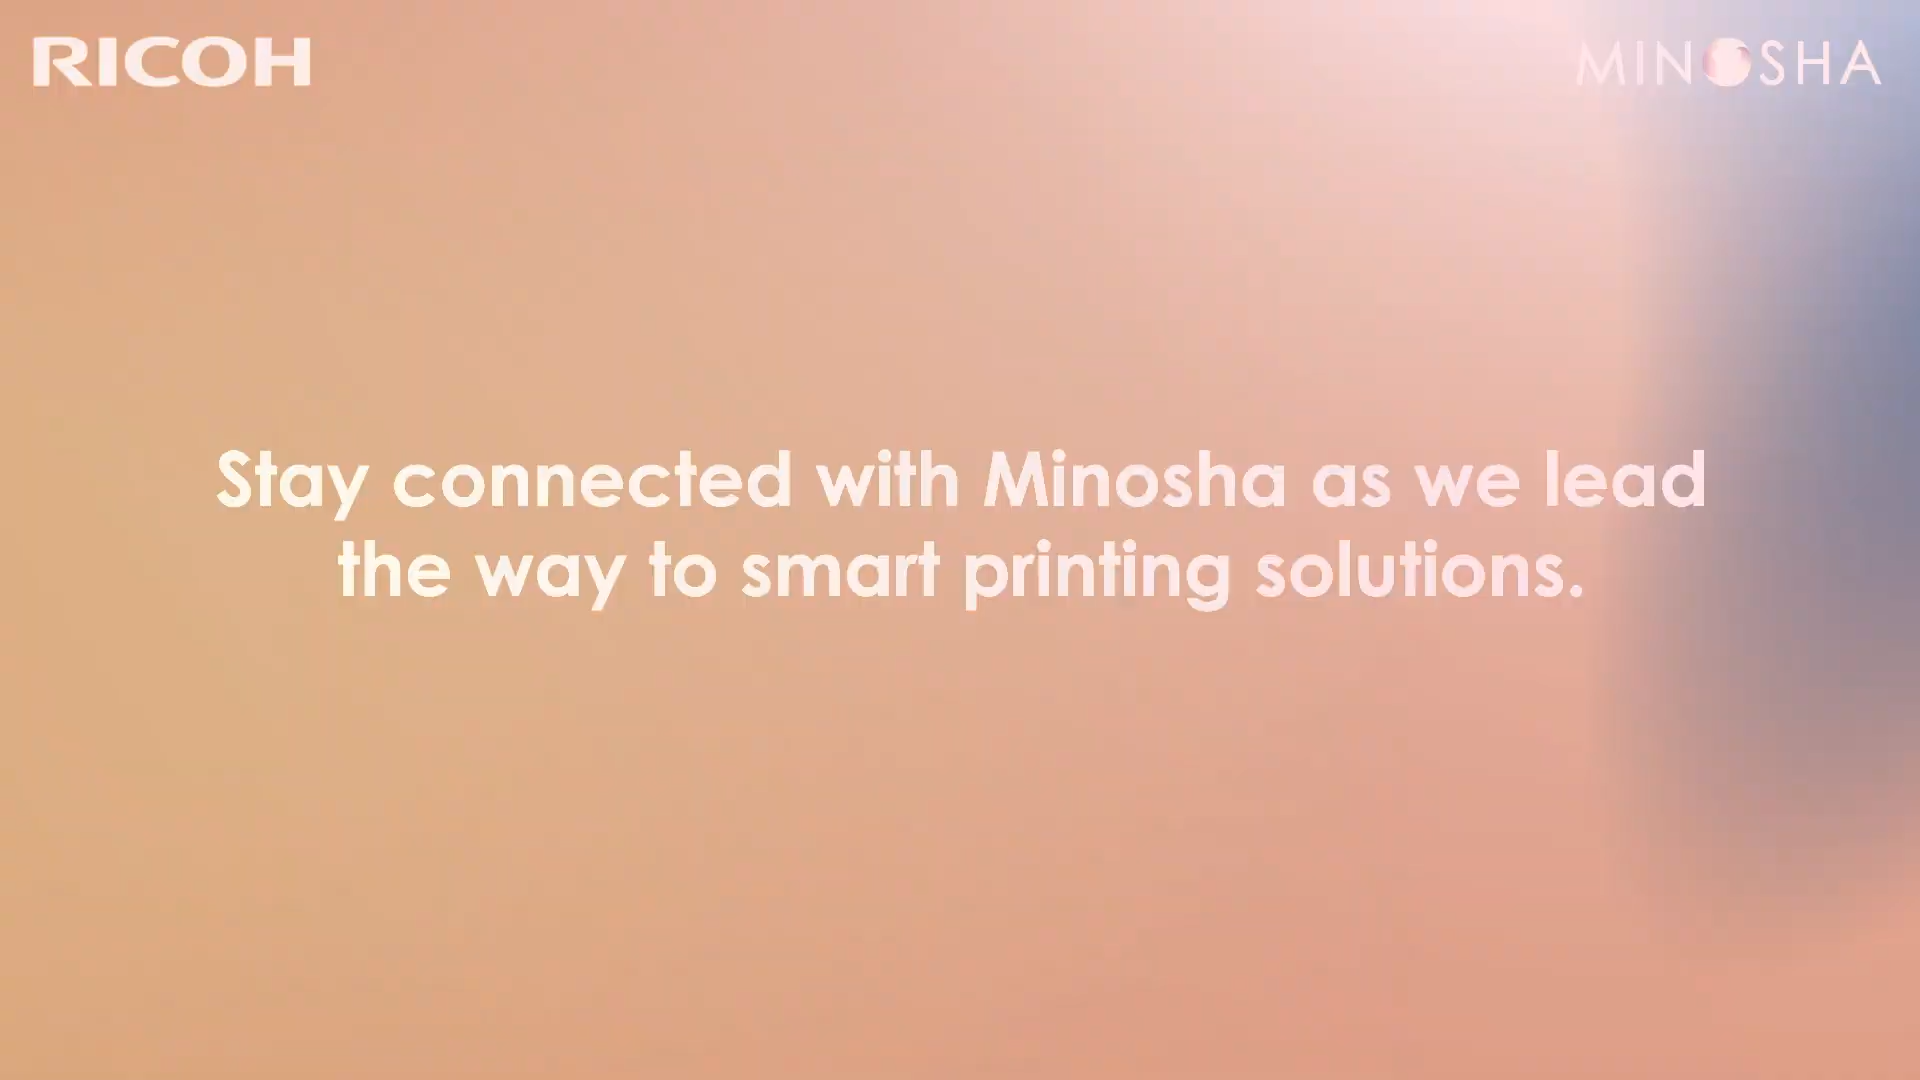 RICOH
MINOSHA
Stay connected with Minosha as we lead
the way to smart printing solutions.